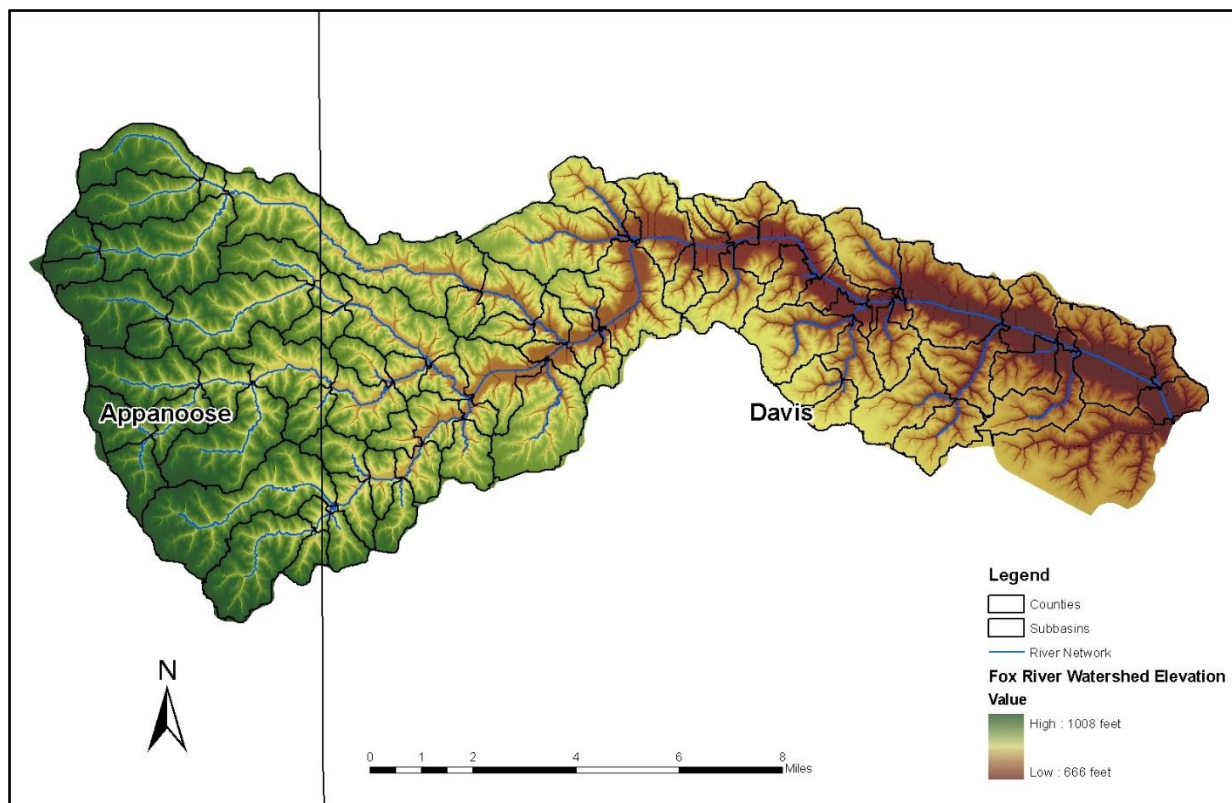 Appanoose
Davis
N
0 1 2 4 6 8
Miles
Legend
Counties
Subbasins
River Network
Fox River Watershed Elevation
Value
High : 1008 feet
Low : 666 feet